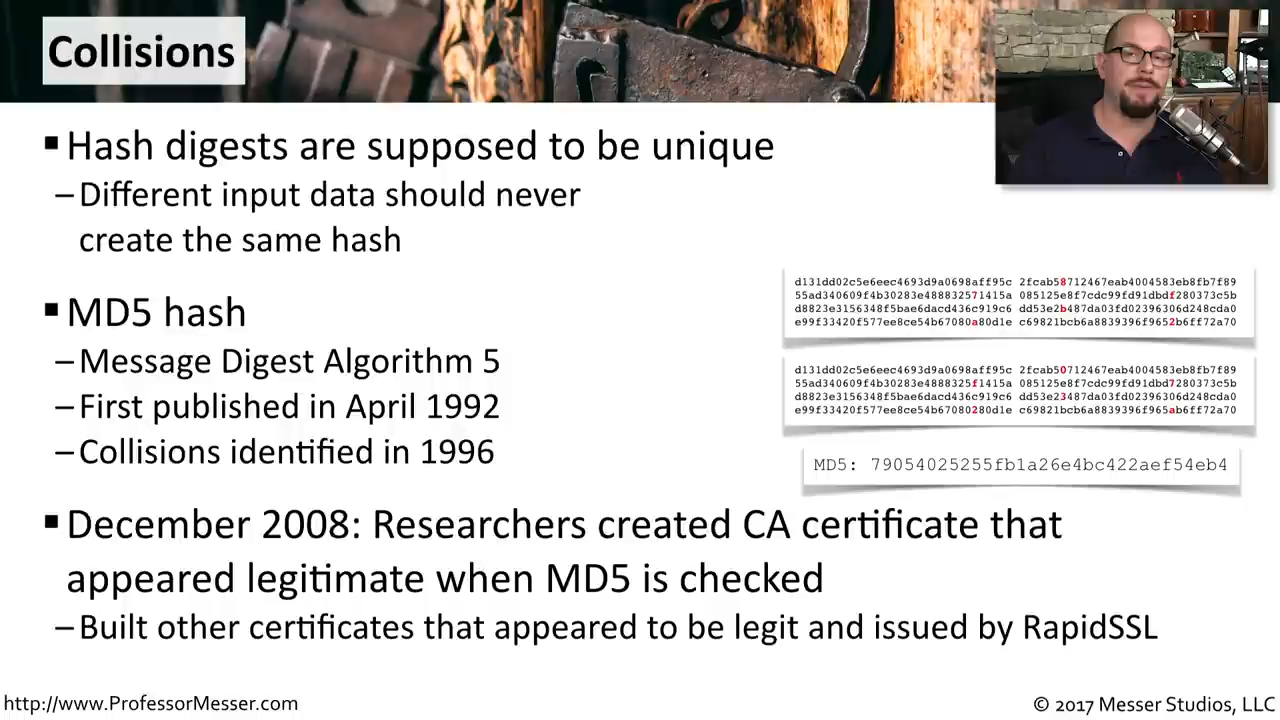 Collisions
▪ Hash digests are supposed to be unique
– Different input data should never
create the same hash
▪ MD5 hash
– Message Digest Algorithm 5
– First published in April 1992
– Collisions identified in 1996
▪ December 2008: Researchers created CA certificate that
appeared legitimate when MD5 is checked
– Built other certificates that appeared to be legit and issued by RapidSSL
d131dd02c5e6eec4693d9a0698aff95c 2fcab58712467eab4004583eb8fb7f89
55ad340609f4b30283e488832571415a 085125e8f7cdc99fd91dbdf280373c5b
d8823e3156348f5bae6dacd436c919c6 dd53e2b487da03fd02396306d248cda0
e99f33420f577ee8ce54b67080a80d1e c69821bcb6a8839396f9652b6ff72a70
d131dd02c5e6eec4693d9a0698aff95c 2fcab50712467eab4004583eb8fb7f89
55ad340609f4b30283e4888325f1415a 085125e8f7cdc99fd91dbd7280373c5b
d8823e3156348f5bae6dacd436c919c6 dd53e23487da03fd02396306d248cda0
e99f33420f577ee8ce54b67080280d1e c69821bcb6a8839396f965ab6ff72a70
MD5: 79054025255fb1a26e4bc422aef54eb4
http://www.ProfessorMesser.com
© 2017 Messer Studios, LLC